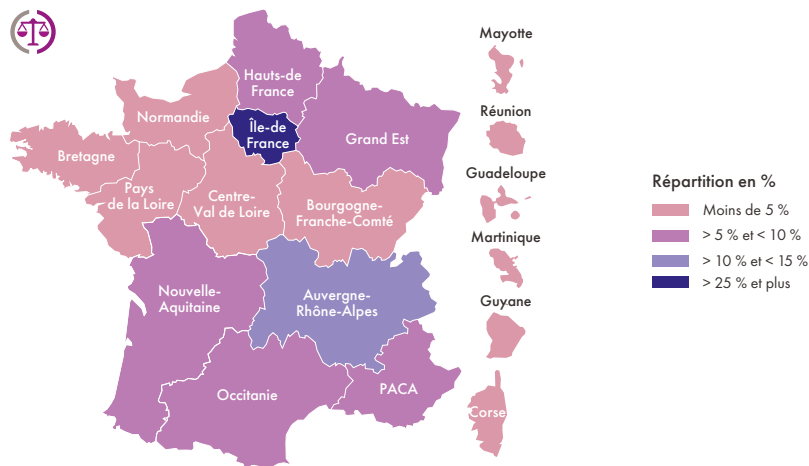 Mayotte
Hauts-de
France
Normandie
Réunion
Île-de
France
Grand Est
Bretagne
Guadeloupe
Pays
de la Loire
Centre-
Val de Loire
Bourgogne-
Franche-Comté
Martinique
Nouvelle-
Aquitaine
Auvergne-
Rhône-Alpes
Guyane
Occitanie
PACA
Corse
Répartition en %
Moins de 5 %
> 5 % et < 10 %
> 10 % et < 15 %
> 25 % et plus